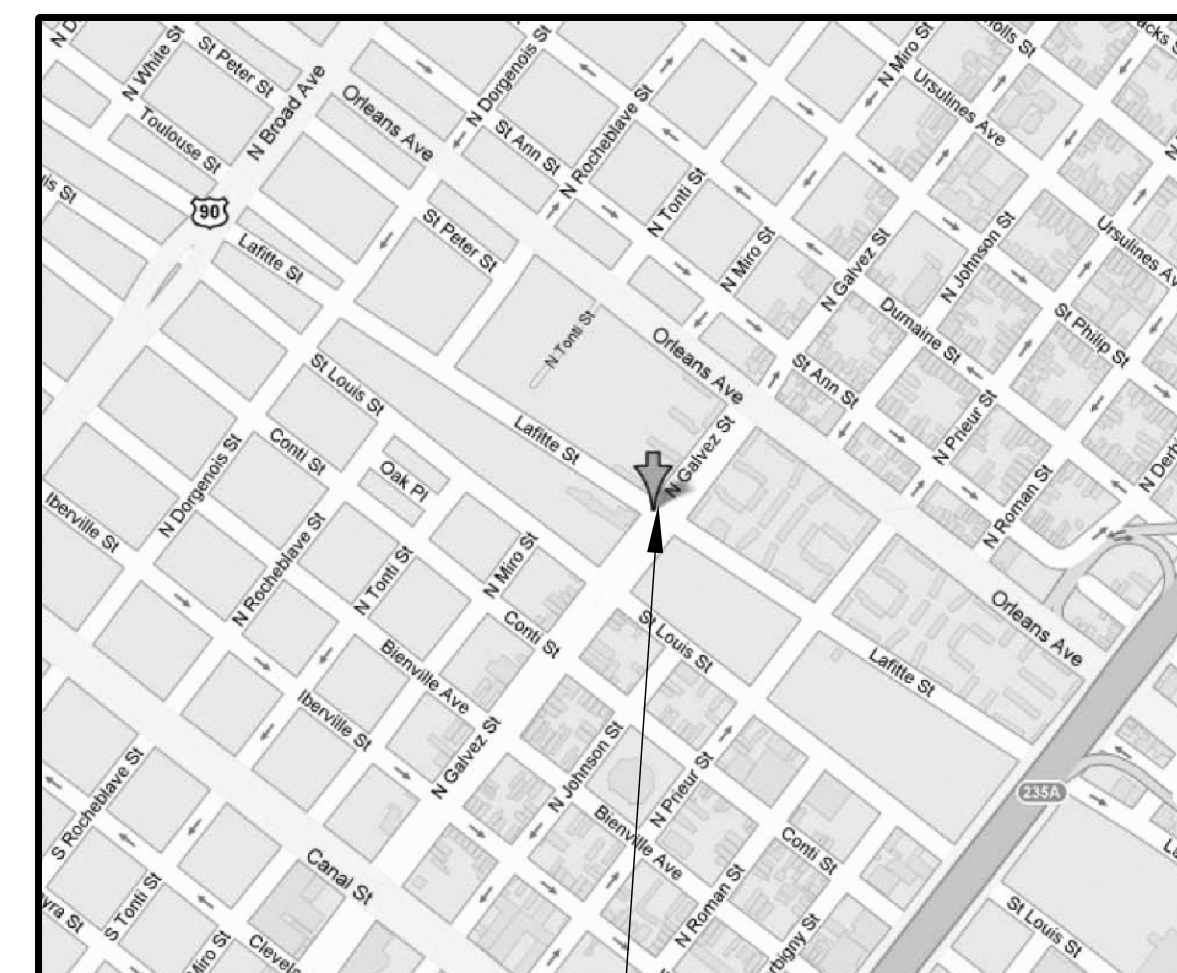 N White St
St Peter St
N Broad Ave
Toulouse St
Orleans Ave
N Dorgenois St
St Ann St
N Rocheblave St
N Miro St
Ursulines Ave
90
Lafitte St
St Peter St
N Tonti St
N Miro St
N Galvez St
N Johnson St
Ursulines Av
Dumaine St
St Philip St
N Tonti St
Orleans Ave
St Ann St
St Louis St
Lafitte St
N Galvez St
N Prieur St
Conti St
Oak Pl
N Dorgenois St
Iberville St
N Rocheblave St
N Tonti St
N Miro St
N Roman St
N Derb
Conti St
St Louis St
Orleans Ave
Lafitte St
Bienville Ave
Iberville St
N Galvez St
N Johnson St
N Prieur St
235A
S Rocheblave St
Bienville Ave
Conti St
Canal St
S Tonti St
N Roman St
St Louis St
Miro St
Clevel
rbigny St